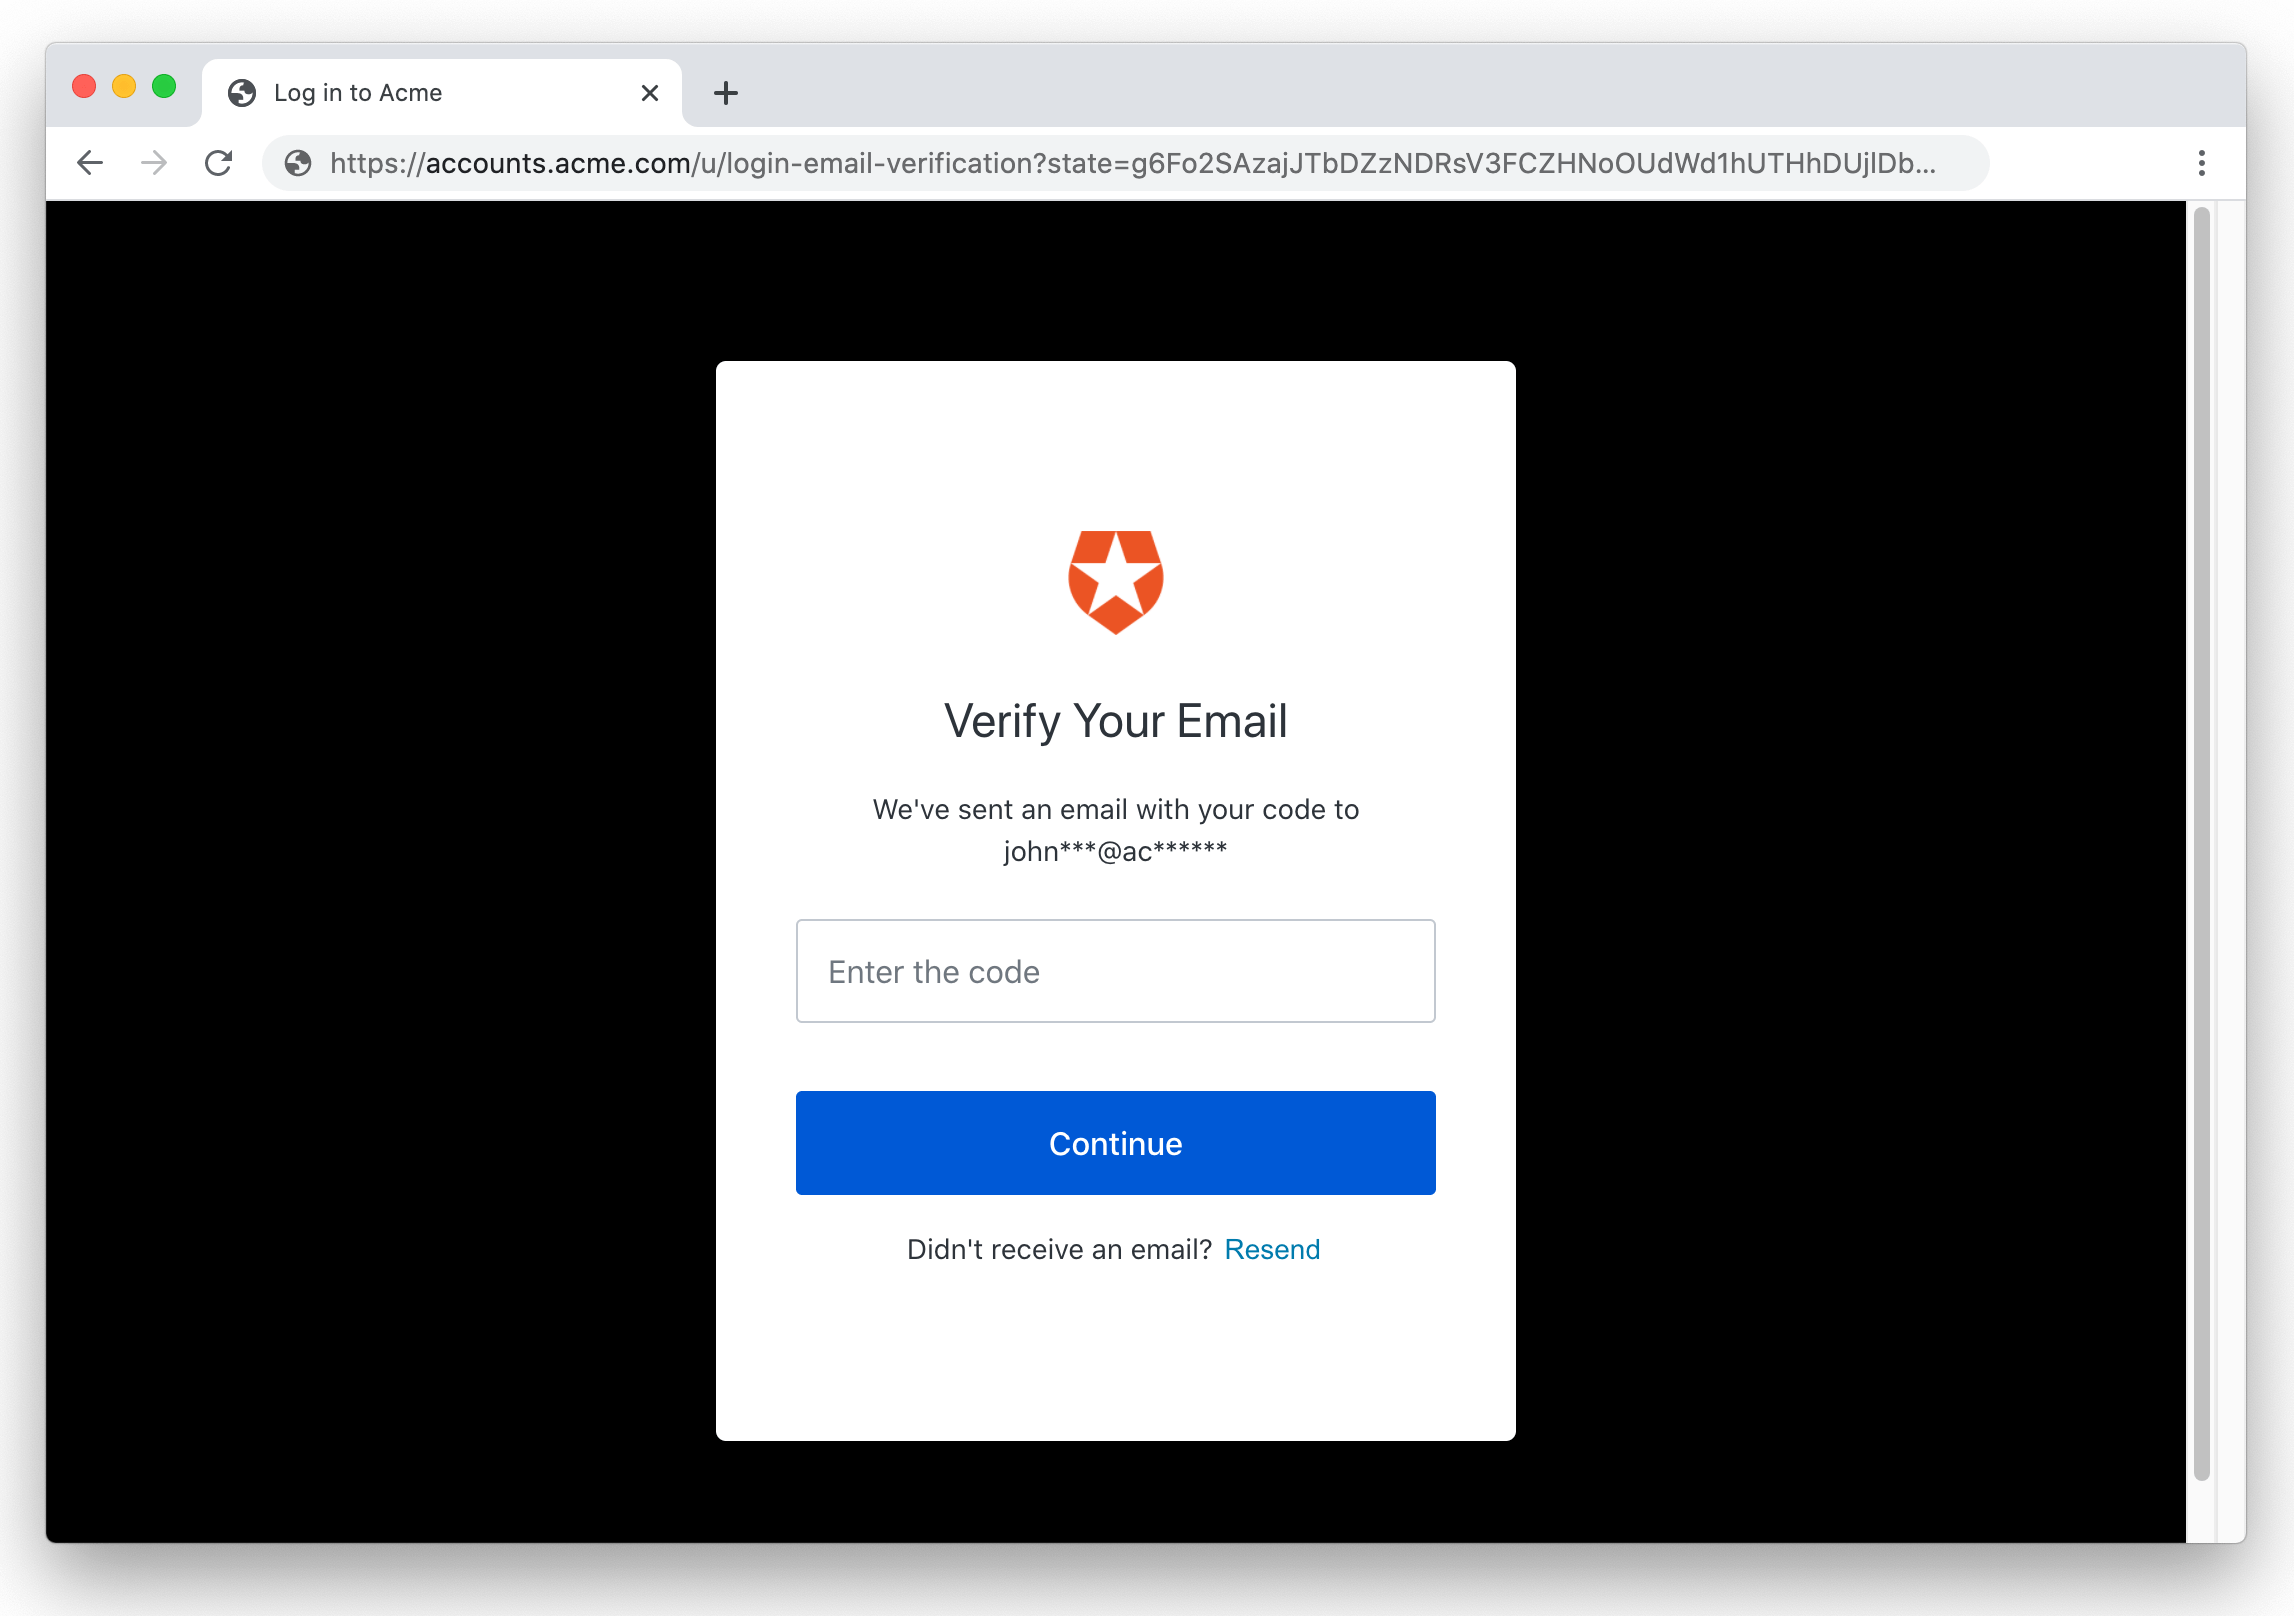 Log in to Acme
https://accounts.acme.com/u/login-email-verification?state=g6Fo2SAzajJTbDZzNDRsV3FCZHNoOUdWd1hUTHhDUjlDb...
Verify Your Email
We've sent an email with your code to
john***@ac******
Enter the code
Continue
Didn't receive an email? Resend